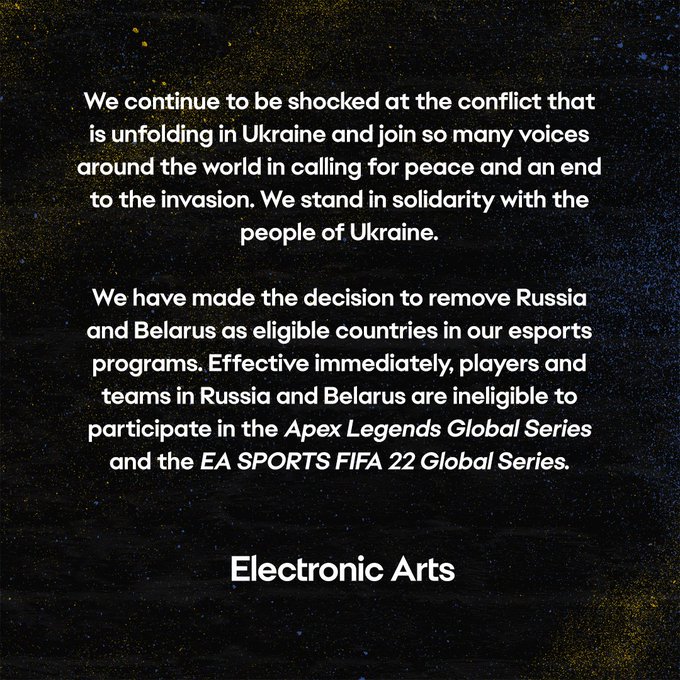 We continue to be shocked at the conflict that
is unfolding in Ukraine and join so many voices
around the world in calling for peace and an end
to the invasion. We stand in solidarity with the
people of Ukraine.
We have made the decision to remove Russia
and Belarus as eligible countries in our esports
programs. Effective immediately, players and
teams in Russia and Belarus are ineligible to
participate in the Apex Legends Global Series
and the EA SPORTS FIFA 22 Global Series.
Electronic Arts